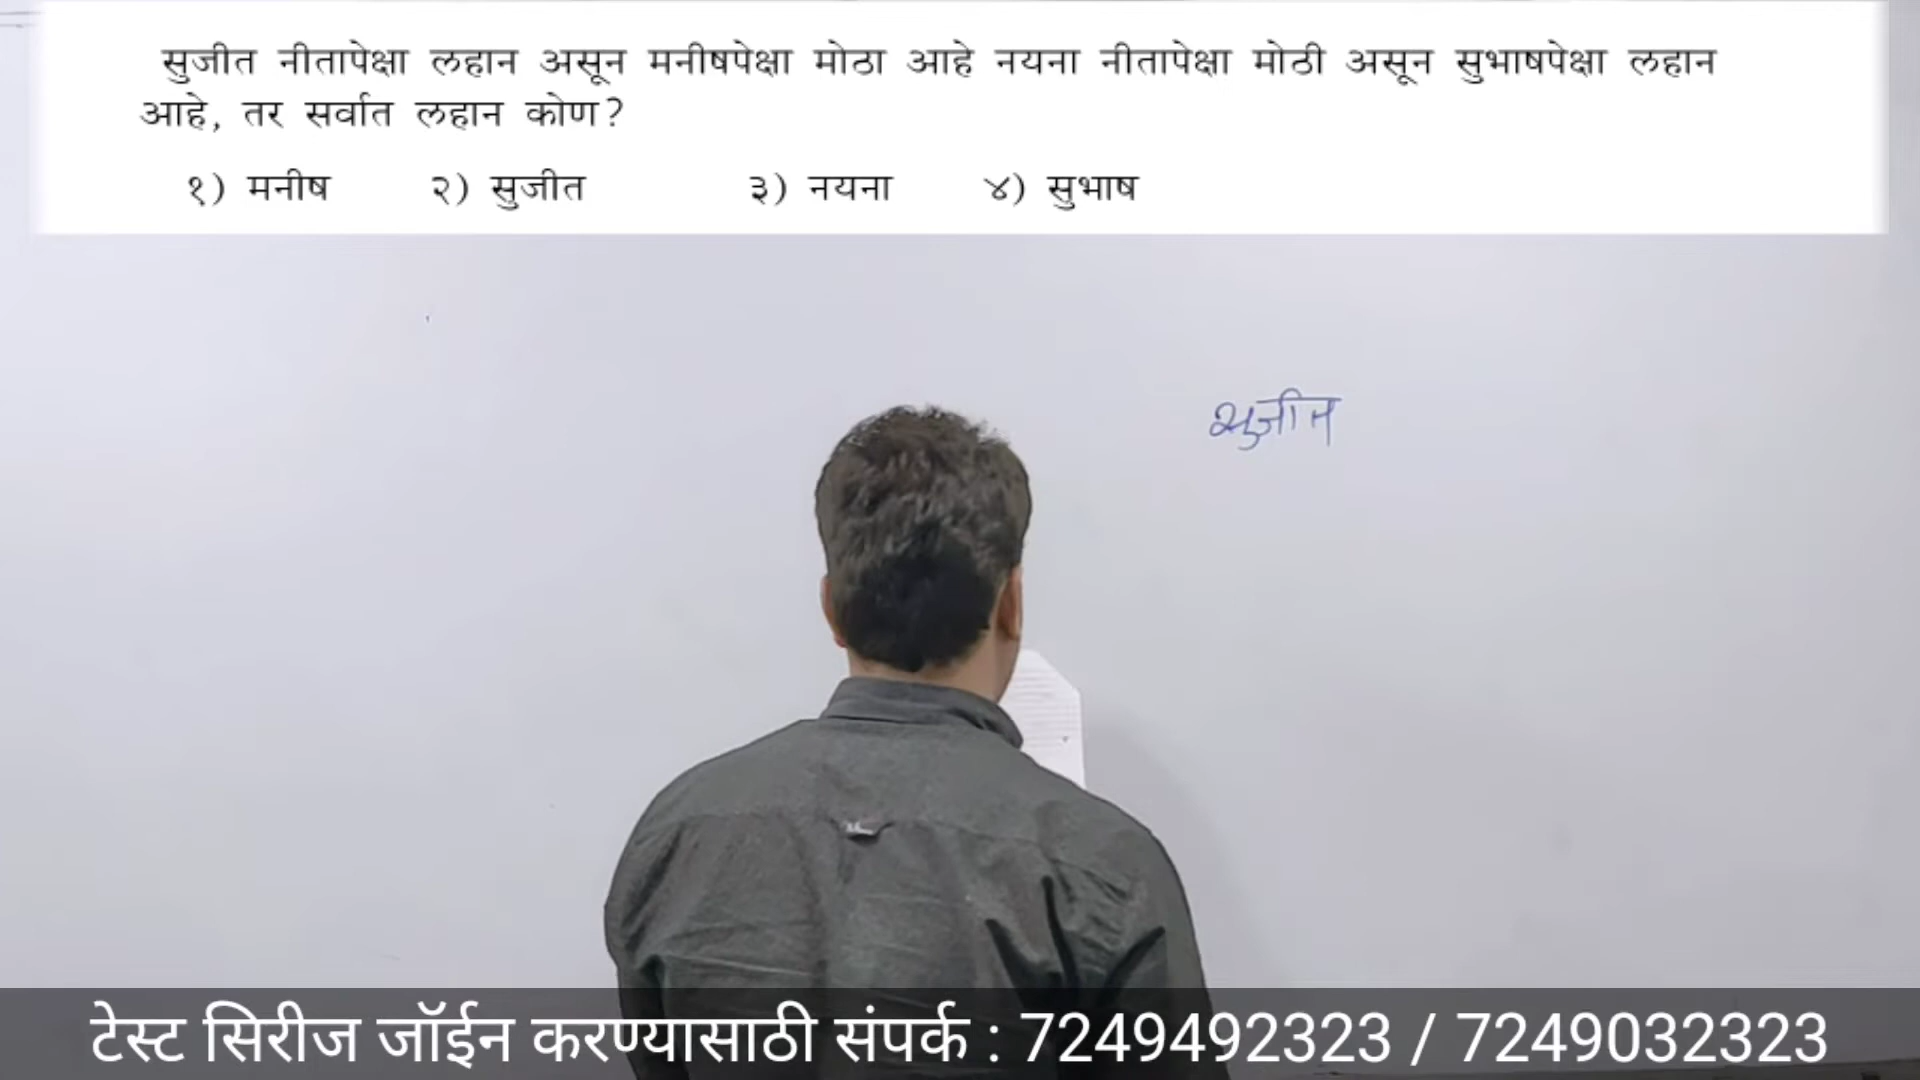 सुजीत नीतापेक्षा लहान असून मनीषपेक्षा मोठा आहे नयना नीतापेक्षा मोठी असून सुभाषपेक्षा लहान
आहे, तर सर्वात लहान कोण?
१) मनीष २) सुजीत ३) नयना ४) सुभाष
सुजीत
टेस्ट सिरीज जॉईन करण्यासाठी संपर्क : 7249492323 / 7249032323